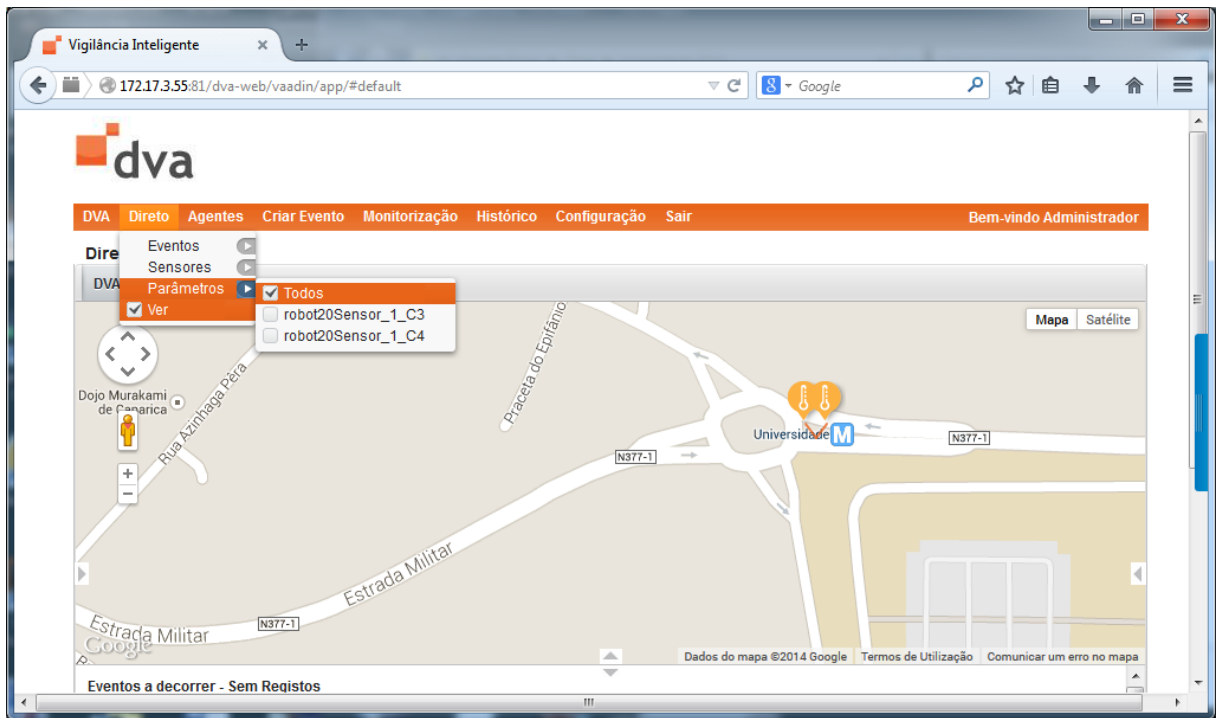 Vigilância Inteligente
172.17.3.55:81/dva-web/vaadin/app/#default
Google
dva
DVA Direto Agentes Criar Evento Monitorização Histórico Configuração Sair Bem-vindo Administrador
Dire
Eventos
Sensores
DVA
Parâmetros
Ver
Todos
robot20Sensor_1_C3
robot20Sensor_1_C4
Mapa Satélite
Praceta do Epifânio
Dojo Murakami
de Caparica
Rua Azinhaga Pêra
Universidade M
N377-1
N377-1
Estrada Militar
N377-1
Estrada Militar
Google
Dados do mapa ©2014 Google Termos de Utilização Comunicar um erro no mapa
Eventos a decorrer - Sem Registos